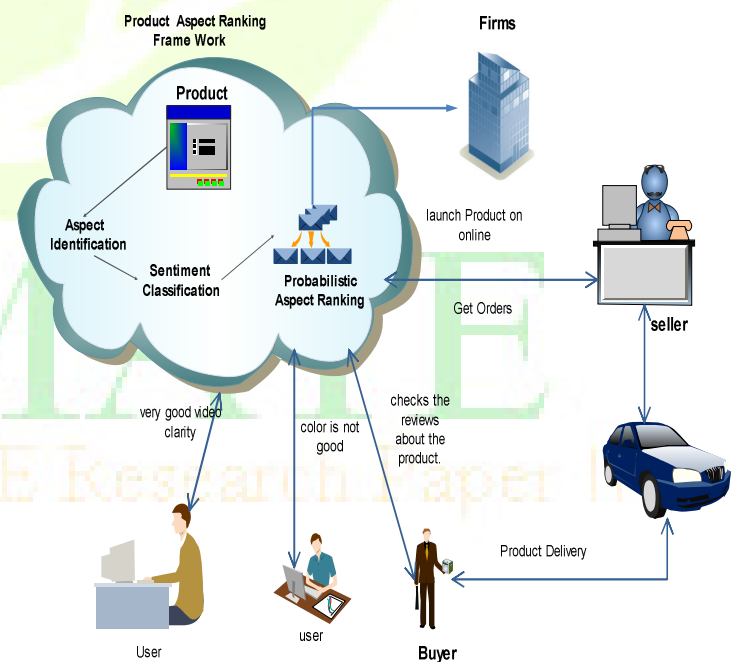 Product Aspect Ranking
Frame Work
Firms
Product
launch Product on
online
Aspect
Identification
Sentiment
Classification
Probabilistic
Aspect Ranking
Get Orders
seller
very good video
clarity
color is not
good
checks the
reviews
about the
product.
E Research Paper
Product Delivery
User
user
Buyer